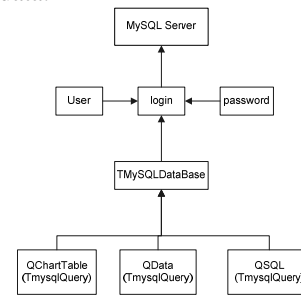 MySQL Server
User
login
password
TMySQLDataBase
QChartTable
(TmysqlQuery)
QData
(TmysqlQuery)
QSQL
(TmysqlQuery)